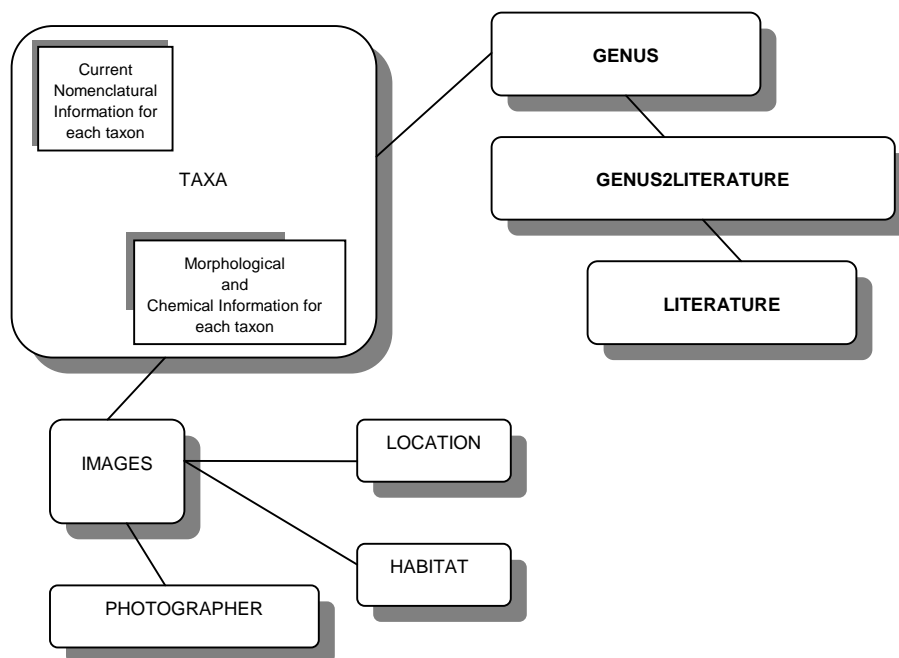 Current
Nomenclatural
Information for
each taxon
TAXA
Morphological
and
Chemical Information for
each taxon
GENUS
GENUS2LITERATURE
LITERATURE
IMAGES
LOCATION
HABITAT
PHOTOGRAPHER